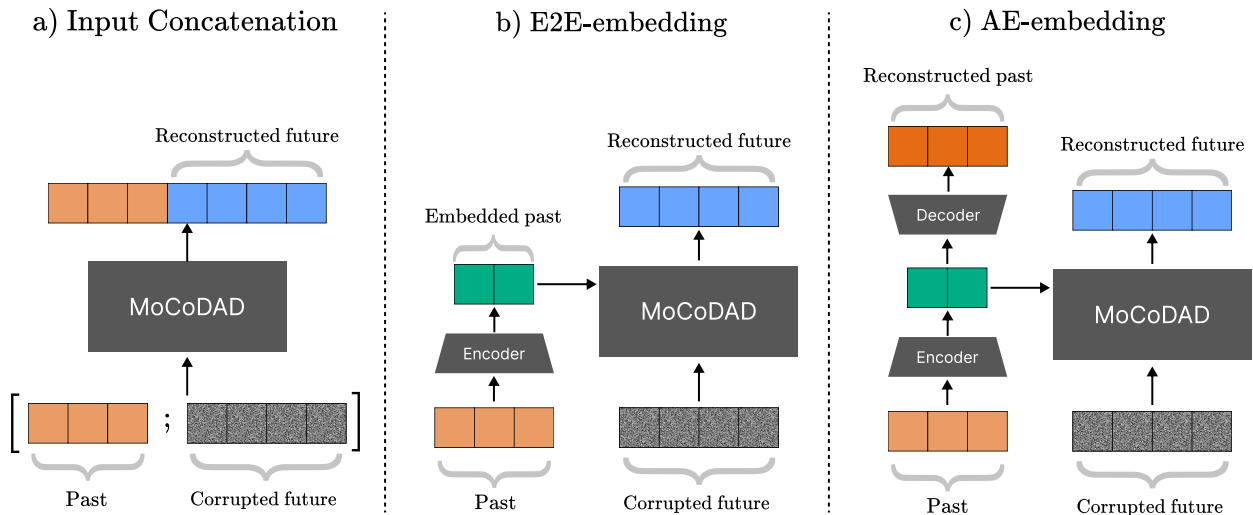 a) Input Concatenation
Reconstructed future
MoCoDAD
[ ; ]
Past
Corrupted future
b) E2E-embedding
Reconstructed future
Embedded past
MoCoDAD
Encoder
Past
Corrupted future
c) AE-embedding
Reconstructed past
Reconstructed future
Decoder
MoCoDAD
Encoder
Past
Corrupted future